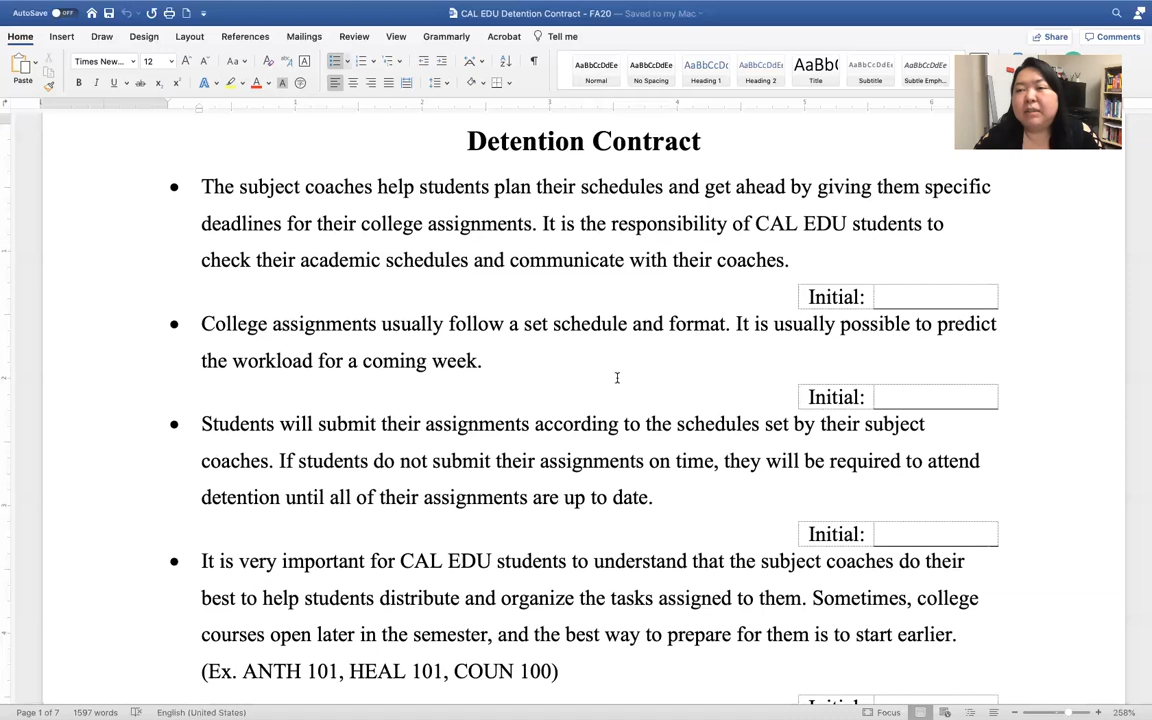 AutoSave OFF
CAL EDU Detention Contract - FA20 — Saved to my Mac
Home Insert Draw Design Layout References Mailings Review View Grammarly Acrobat Tell me Share Comments
Paste
Times New... 12
AaBbCcDdEe AaBbCcDdEe AaBbCcDc AaBbCcDdEe AaBb( AaBbCcDdEe AaBbCcDdEe
Normal No Spacing Heading 1 Heading 2 Title Subtitle Subtle Emph...
Detention Contract
• The subject coaches help students plan their schedules and get ahead by giving them specific
deadlines for their college assignments. It is the responsibility of CAL EDU students to
check their academic schedules and communicate with their coaches.
Initial:
• College assignments usually follow a set schedule and format. It is usually possible to predict
the workload for a coming week.
Initial:
• Students will submit their assignments according to the schedules set by their subject
coaches. If students do not submit their assignments on time, they will be required to attend
detention until all of their assignments are up to date.
Initial:
• It is very important for CAL EDU students to understand that the subject coaches do their
best to help students distribute and organize the tasks assigned to them. Sometimes, college
courses open later in the semester, and the best way to prepare for them is to start earlier.
(Ex. ANTH 101, HEAL 101, COUN 100)
Page 1 of 7 1597 words English (United States) Focus 258%